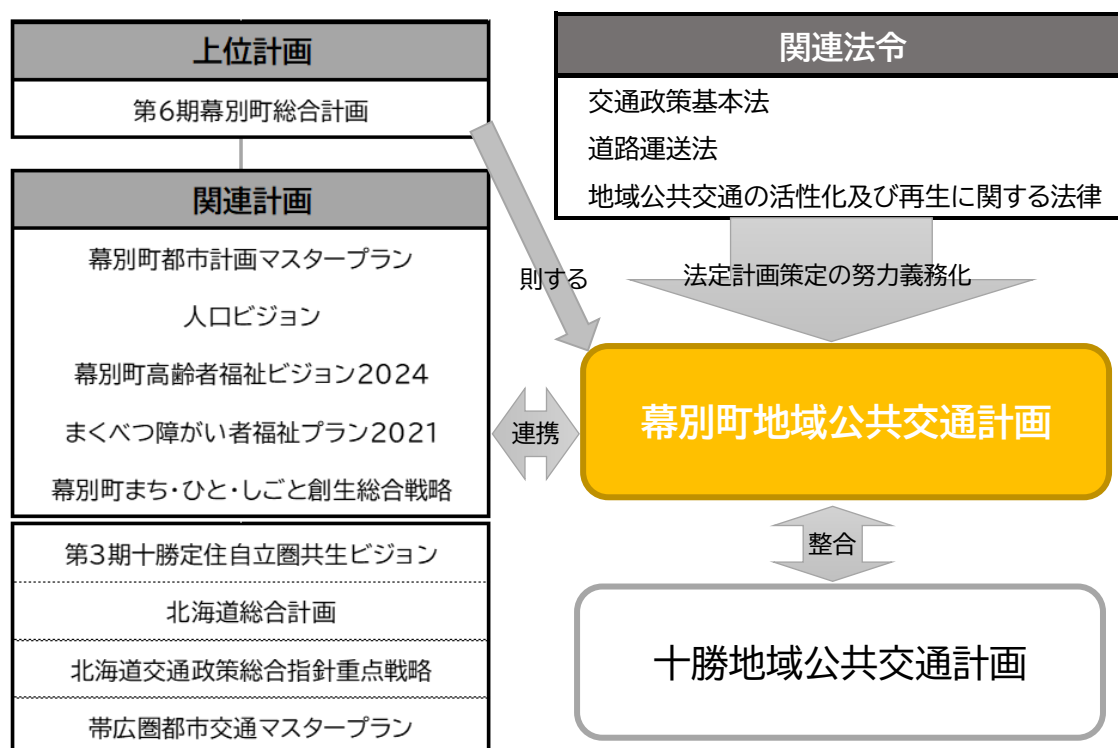 上位計画
第6期幕別町総合計画
関連計画
幕別町都市計画マスタープラン
人口ビジョン
幕別町高齢者福祉ビジョン2024
まくべつ障がい者福祉プラン2021
幕別町まち・ひと・しごと創生総合戦略
第3期十勝定住自立圏共生ビジョン
北海道総合計画
北海道交通政策総合指針重点戦略
帯広圏都市交通マスタープラン
関連法令
交通政策基本法
道路運送法
地域公共交通の活性化及び再生に関する法律
則する
法定計画策定の努力義務化
連携
幕別町地域公共交通計画
整合
十勝地域公共交通計画